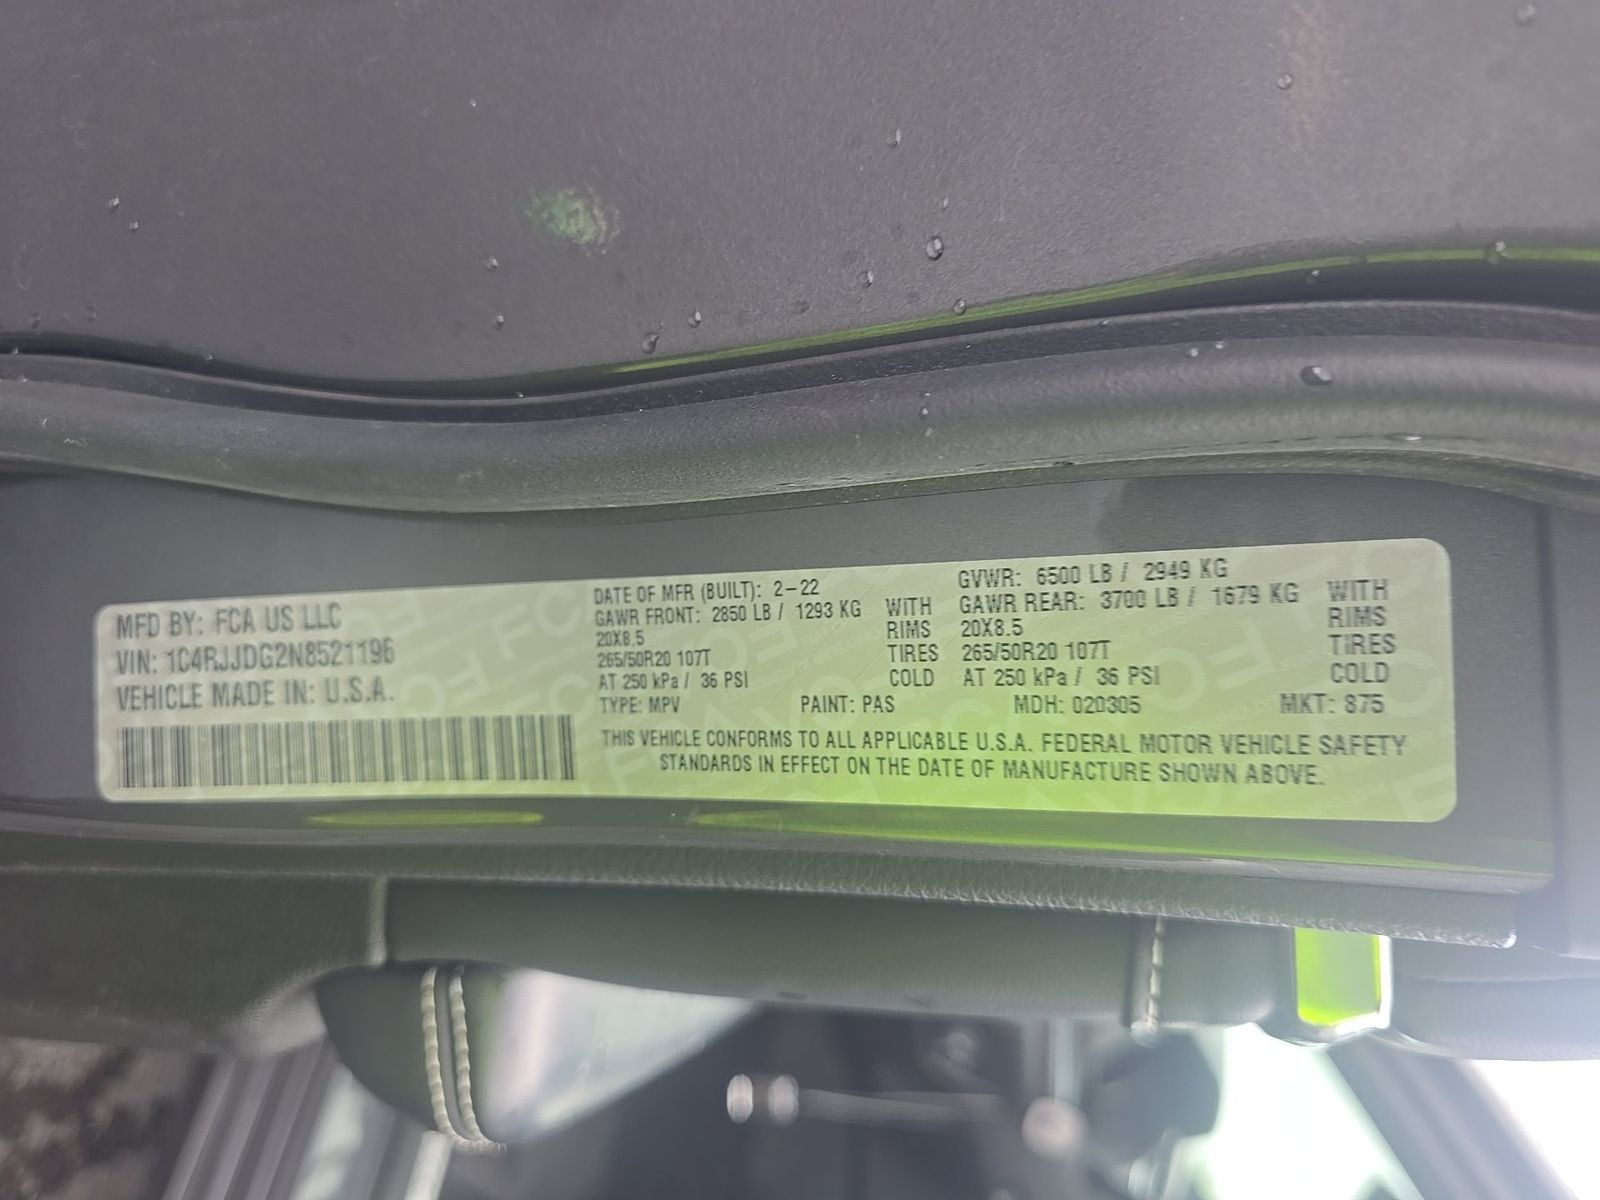 MFD BY: FCA US LLC
VIN: 1C4RJJDG2N8521196
VEHICLE MADE IN: U.S.A.
DATE OF MFR (BUILT): 2-22
GAWR FRONT: 2850 LB / 1293 KG WITH
20X8.5 RIMS
265/50R20 107T TIRES
AT 250 kPa / 36 PSI COLD
GVWR: 6500 LB / 2949 KG
GAWR REAR: 3700 LB / 1679 KG WITH
20X8.5 RIMS
265/50R20 107T TIRES
AT 250 kPa / 36 PSI COLD
TYPE: MPV PAINT: PAS MDH: 020305 MKT: 875
THIS VEHICLE CONFORMS TO ALL APPLICABLE U.S.A. FEDERAL MOTOR VEHICLE SAFETY
STANDARDS IN EFFECT ON THE DATE OF MANUFACTURE SHOWN ABOVE.